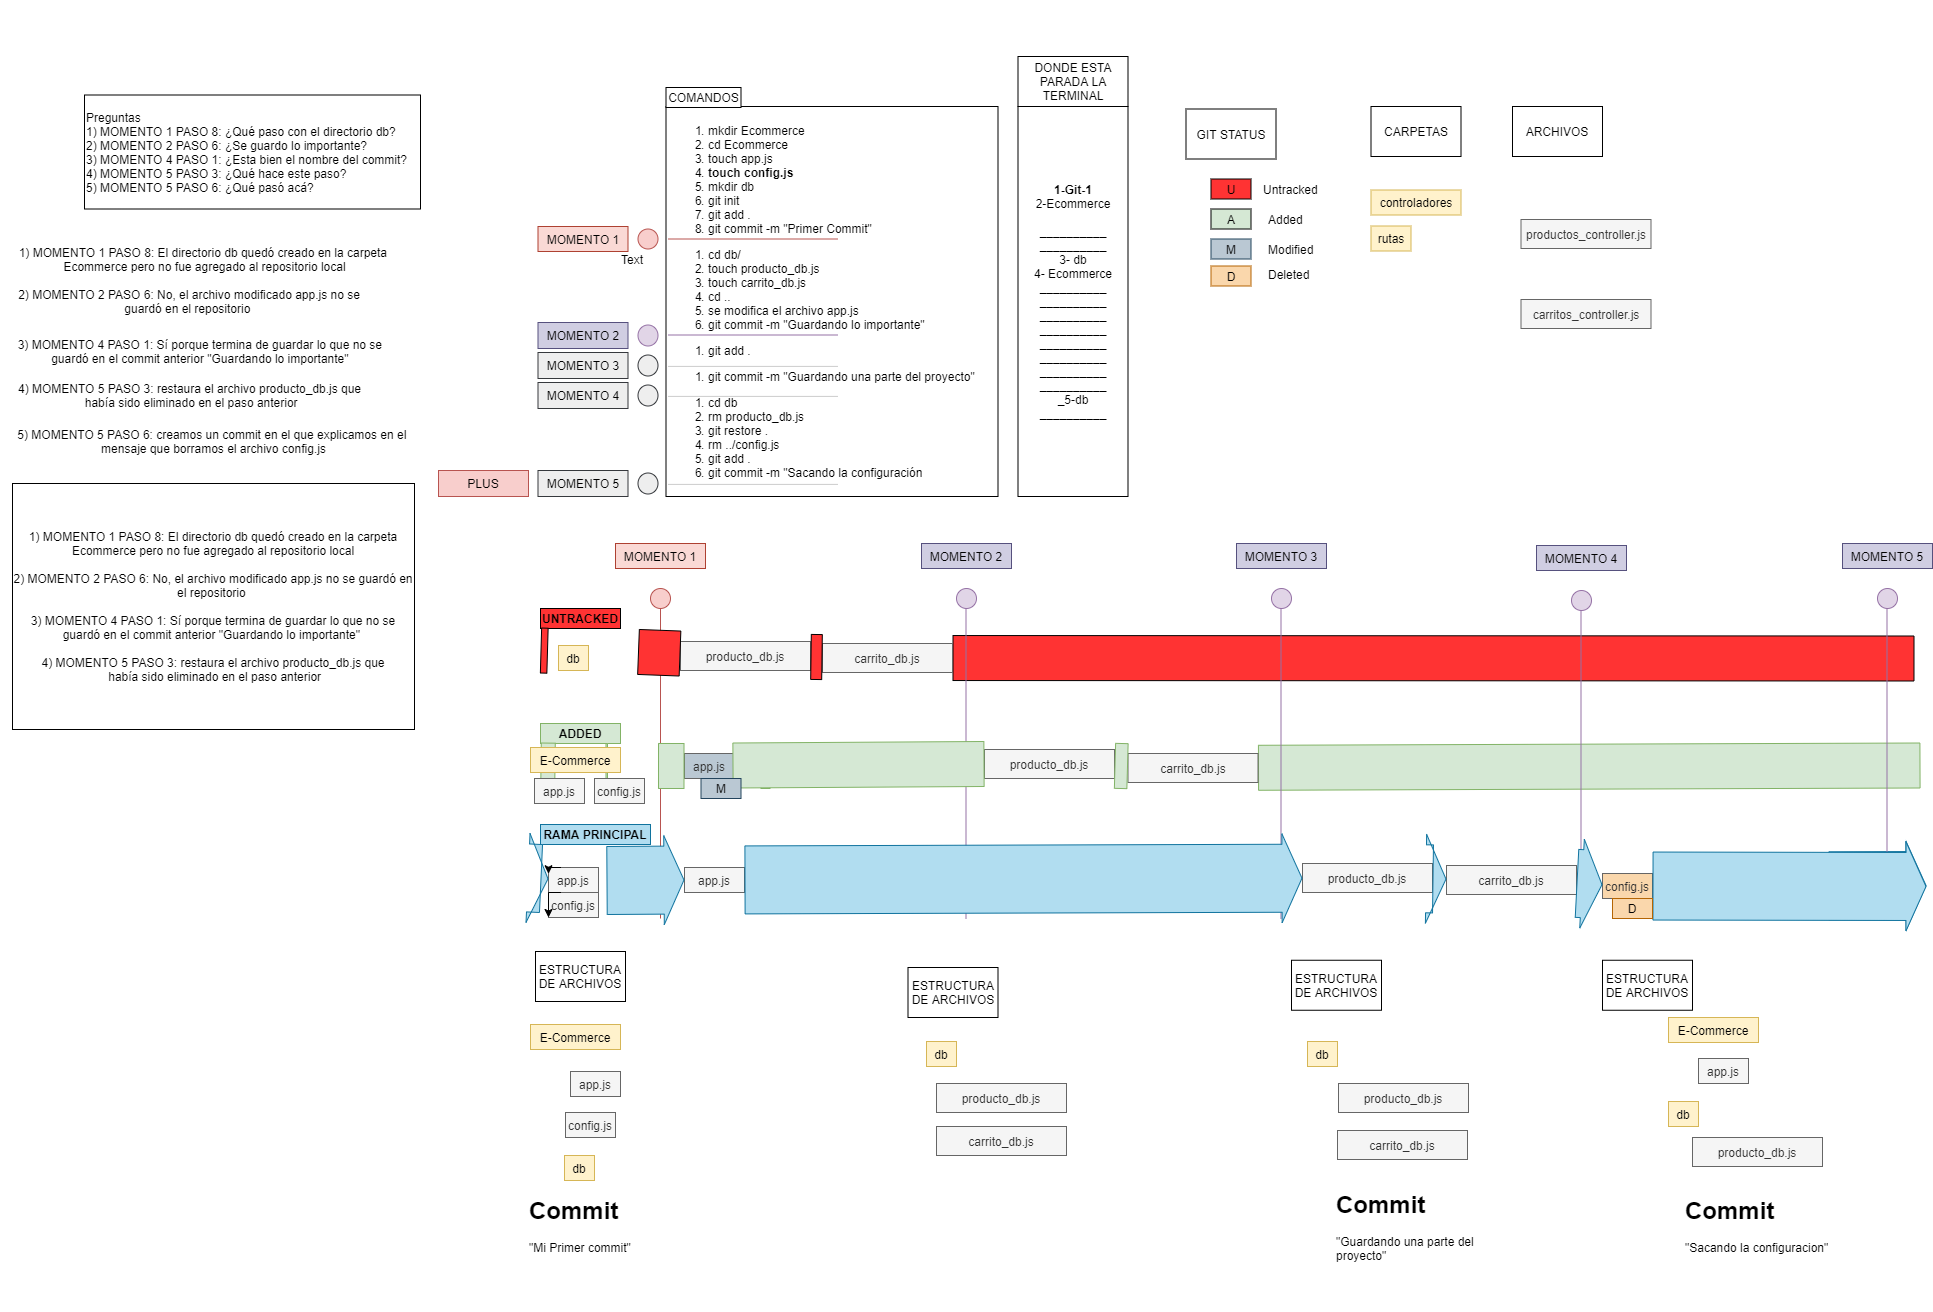 Preguntas
1) MOMENTO 1 PASO 8: ¿Qué paso con el directorio db?
2) MOMENTO 2 PASO 6: ¿Se guardo lo importante?
3) MOMENTO 4 PASO 1: ¿Esta bien el nombre del commit?
4) MOMENTO 5 PASO 3: ¿Qué hace este paso?
5) MOMENTO 5 PASO 6: ¿Qué pasó acá?
1) MOMENTO 1 PASO 8: El directorio db quedó creado en la carpeta
Ecommerce pero no fue agregado al repositorio local
2) MOMENTO 2 PASO 6: No, el archivo modificado app.js no se
guardó en el repositorio
3) MOMENTO 4 PASO 1: Sí porque termina de guardar lo que no se
guardó en el commit anterior "Guardando lo importante"
4) MOMENTO 5 PASO 3: restaura el archivo producto_db.js que
había sido eliminado en el paso anterior
5) MOMENTO 5 PASO 6: creamos un commit en el que explicamos en el
mensaje que borramos el archivo config.js
1) MOMENTO 1 PASO 8: El directorio db quedó creado en la carpeta
Ecommerce pero no fue agregado al repositorio local
2) MOMENTO 2 PASO 6: No, el archivo modificado app.js no se guardó en
el repositorio
3) MOMENTO 4 PASO 1: Sí porque termina de guardar lo que no se
guardó en el commit anterior "Guardando lo importante"
4) MOMENTO 5 PASO 3: restaura el archivo producto_db.js que
había sido eliminado en el paso anterior
COMANDOS
1. mkdir Ecommerce
2. cd Ecommerce
3. touch app.js
4. touch config.js
5. mkdir db
6. git init
7. git add .
8. git commit -m "Primer Commit"
MOMENTO 1
Text
1. cd db/
2. touch producto_db.js
3. touch carrito_db.js
4. cd ..
5. se modifica el archivo app.js
6. git commit -m "Guardando lo importante"
MOMENTO 2
1. git add .
MOMENTO 3
1. git commit -m "Guardando una parte del proyecto"
MOMENTO 4
1. cd db
2. rm producto_db.js
3. git restore .
4. rm ../config.js
5. git add .
6. git commit -m "Sacando la configuración
PLUS
MOMENTO 5
DONDE ESTA
PARADA LA
TERMINAL
1-Git-1
2-Ecommerce
__________
__________
3- db
4- Ecommerce
__________
__________
__________
__________
__________
__________
__________
__________
_5-db
__________
GIT STATUS
U Untracked
A Added
M Modified
D Deleted
CARPETAS
controladores
rutas
ARCHIVOS
productos_controller.js
carritos_controller.js
MOMENTO 1
MOMENTO 2
MOMENTO 3
MOMENTO 4
MOMENTO 5
UNTRACKED
db
producto_db.js
carrito_db.js
ADDED
E-Commerce
app.js
config.js
app.js
M
producto_db.js
carrito_db.js
RAMA PRINCIPAL
app.js
config.js
app.js
producto_db.js
carrito_db.js
config.js
D
ESTRUCTURA
DE ARCHIVOS
E-Commerce
app.js
config.js
db
Commit
"Mi Primer commit"
ESTRUCTURA
DE ARCHIVOS
db
producto_db.js
carrito_db.js
ESTRUCTURA
DE ARCHIVOS
db
producto_db.js
carrito_db.js
Commit
"Guardando una parte del
proyecto"
ESTRUCTURA
DE ARCHIVOS
E-Commerce
app.js
db
producto_db.js
Commit
"Sacando la configuracion"